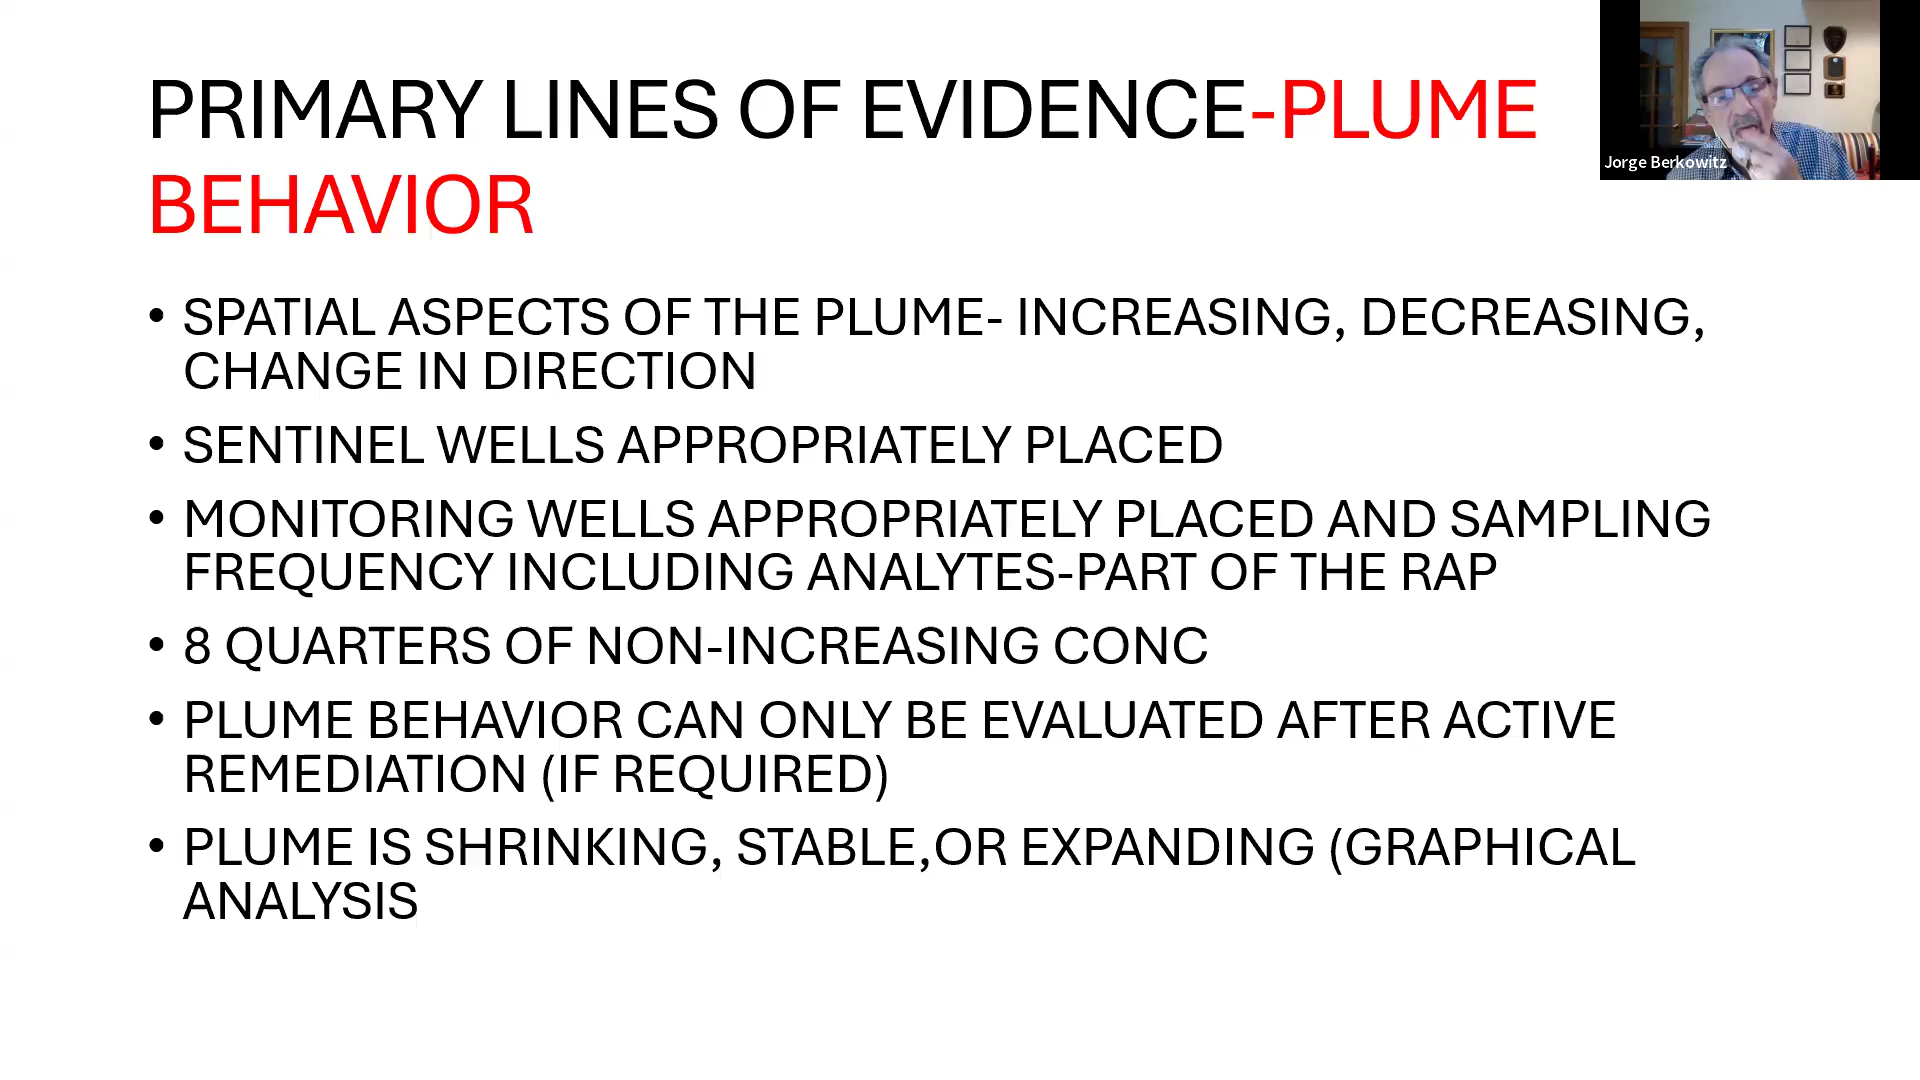 PRIMARY LINES OF EVIDENCE-PLUME
BEHAVIOR
Jorge Berkowitz
• SPATIAL ASPECTS OF THE PLUME- INCREASING, DECREASING,
CHANGE IN DIRECTION
• SENTINEL WELLS APPROPRIATELY PLACED
• MONITORING WELLS APPROPRIATELY PLACED AND SAMPLING
FREQUENCY INCLUDING ANALYTES-PART OF THE RAP
• 8 QUARTERS OF NON-INCREASING CONC
• PLUME BEHAVIOR CAN ONLY BE EVALUATED AFTER ACTIVE
REMEDIATION (IF REQUIRED)
• PLUME IS SHRINKING, STABLE,OR EXPANDING (GRAPHICAL
ANALYSIS